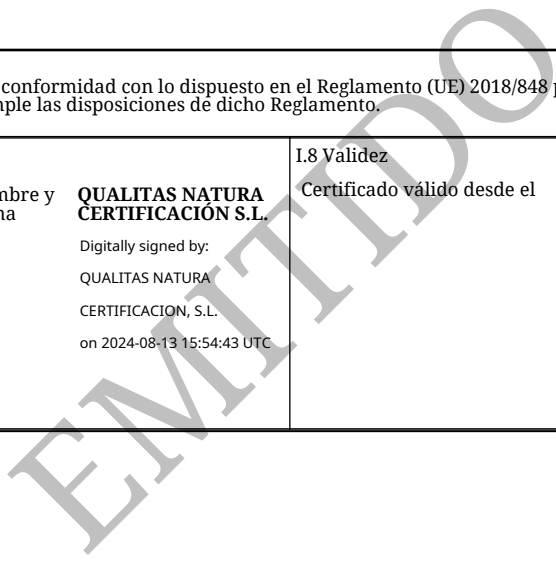 conformidad con lo dispuesto en el Reglamento (UE) 2018/848
las disposiciones de dicho Reglamento.
I.8 Validez
Certificado válido desde el
y
QUALITAS NATURA
CERTIFICACIÓN S.L.
Digitally signed by:
QUALITAS NATURA
CERTIFICACION, S.L.
on 2024-08-13 15:54:43 UTC
EMITIDO